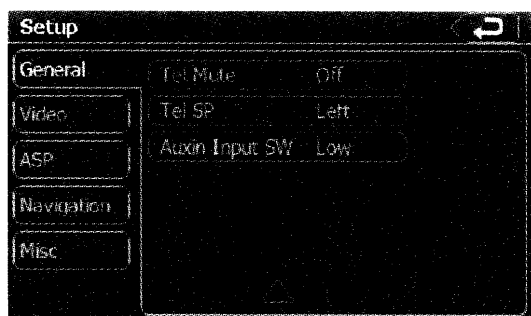 Setup
General
Tel Mute Off
Video
Tel SP Left
ASP
Auxin Input SW Low
Navigation
Misc